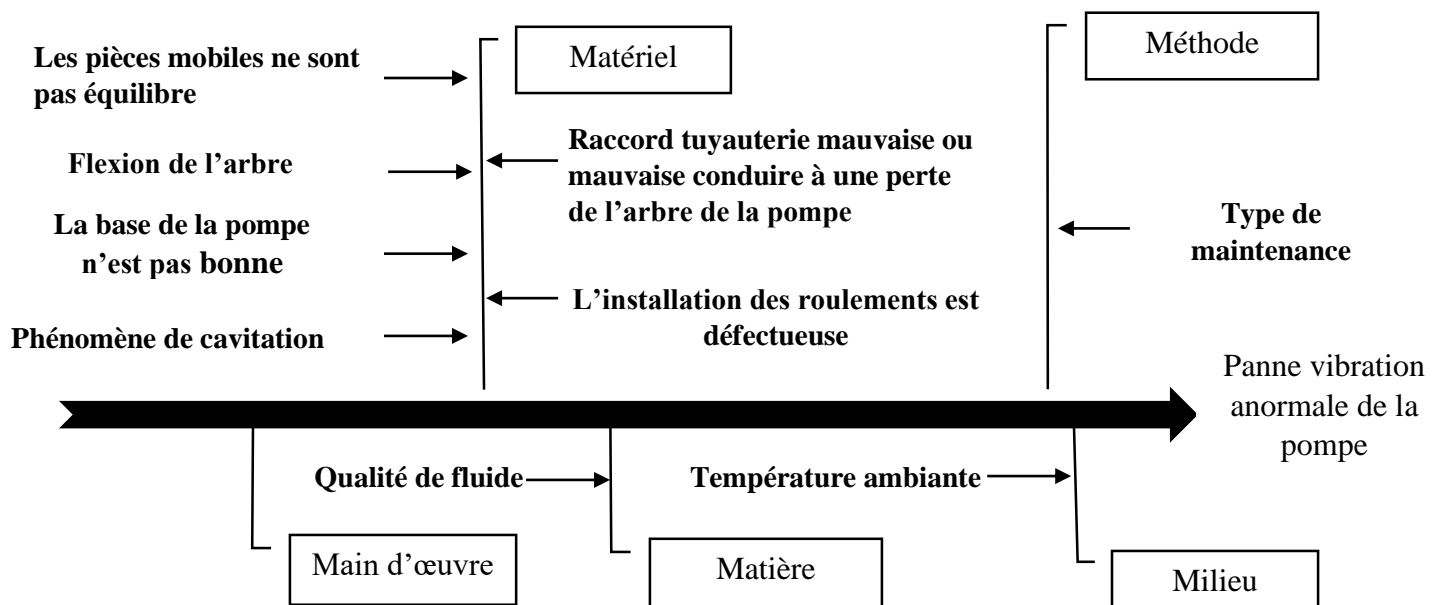 Les pièces mobiles ne sont
pas équilibre
Matériel
Méthode
Flexion de l'arbre
Raccord tuyauterie mauvaise ou
mauvaise conduire à une perte
de l'arbre de la pompe
La base de la pompe
n'est pas bonne
Type de
maintenance
L'installation des roulements est
défectueuse
Phénomène de cavitation
Panne vibration
anormale de la
pompe
Qualité de fluide
Température ambiante
Main d'œuvre
Matière
Milieu